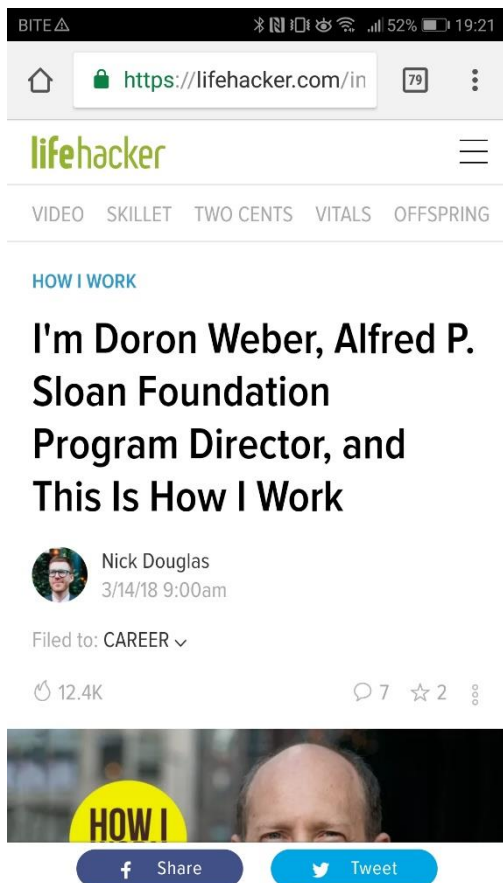 BITE 52% 19:21
https://lifehacker.com/in 79
lifehacker
VIDEO SKILLET TWO CENTS VITALS OFFSPRING
HOW I WORK
I'm Doron Weber, Alfred P.
Sloan Foundation
Program Director, and
This Is How I Work
Nick Douglas
3/14/18 9:00am
Filed to: CAREER
12.4K 7 2
HOW I
f Share Tweet